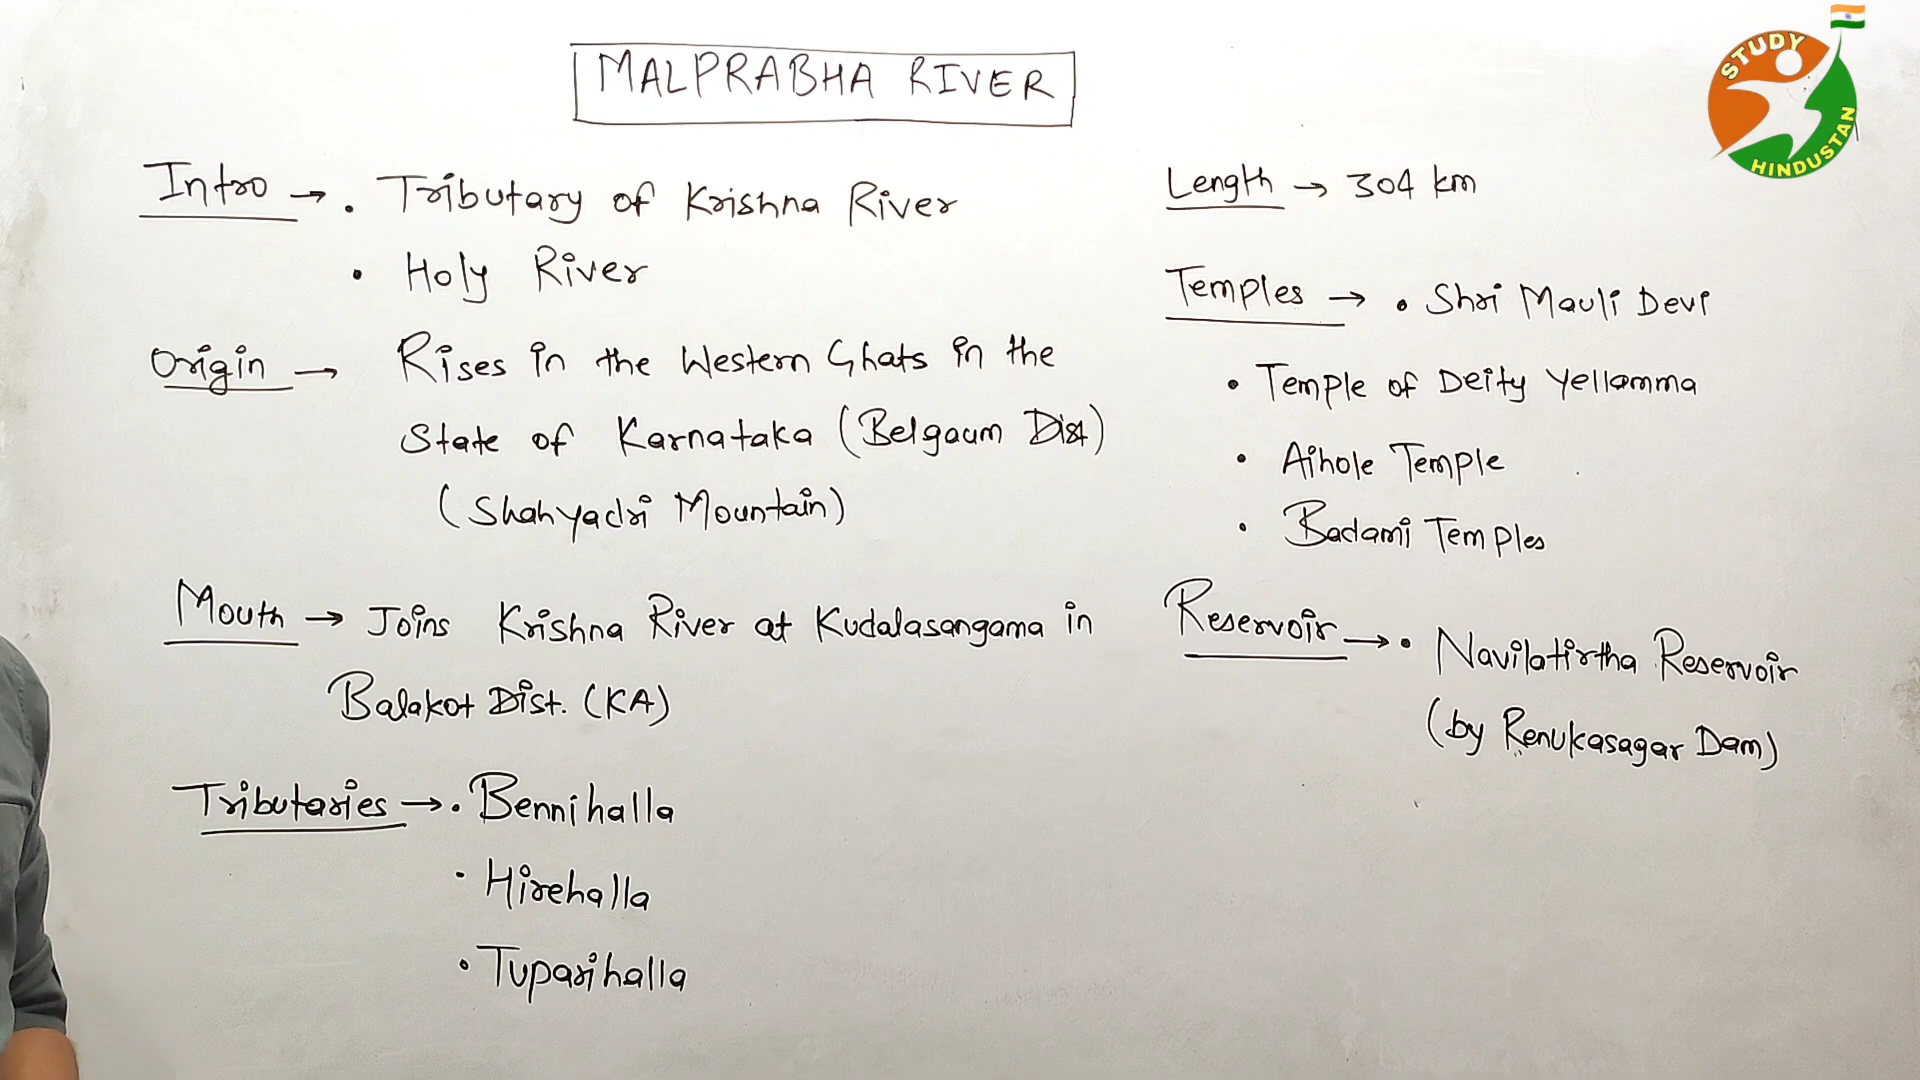 MALPRABHA RIVER
STUDY
HINDUSTAN
Intro → • Tributary of Krishna River
• Holy River
Origin → Rises in the Western Ghats in the
State of Karnataka (Belgaum Dist)
(Shahyadri Mountain)
Mouth → Joins Krishna River at Kudalasangama in
Balakot Dist. (KA)
Tributaries → • Bennihalla
• Hirehalla
• Tuparihalla
Length → 304 km
Temples → • Shri Mauli Devi
• Temple of Deity Yellamma
• Aihole Temple
• Badami Temples
Reservoir → • Navilatirtha Reservoir
(by Renukasagar Dam)